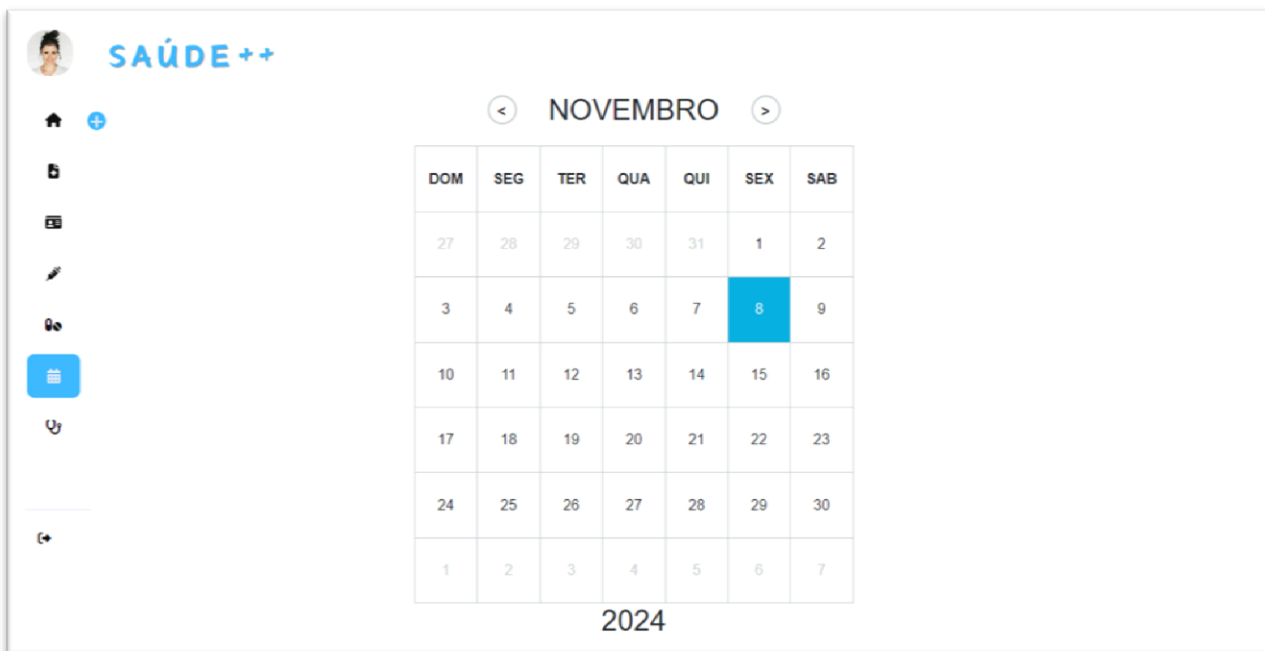 SAÚDE++
< NOVEMBRO >
DOM SEG TER QUA QUI SEX SAB
27 28 29 30 31 1 2
3 4 5 6 7 8 9
10 11 12 13 14 15 16
17 18 19 20 21 22 23
24 25 26 27 28 29 30
1 2 3 4 5 6 7
2024